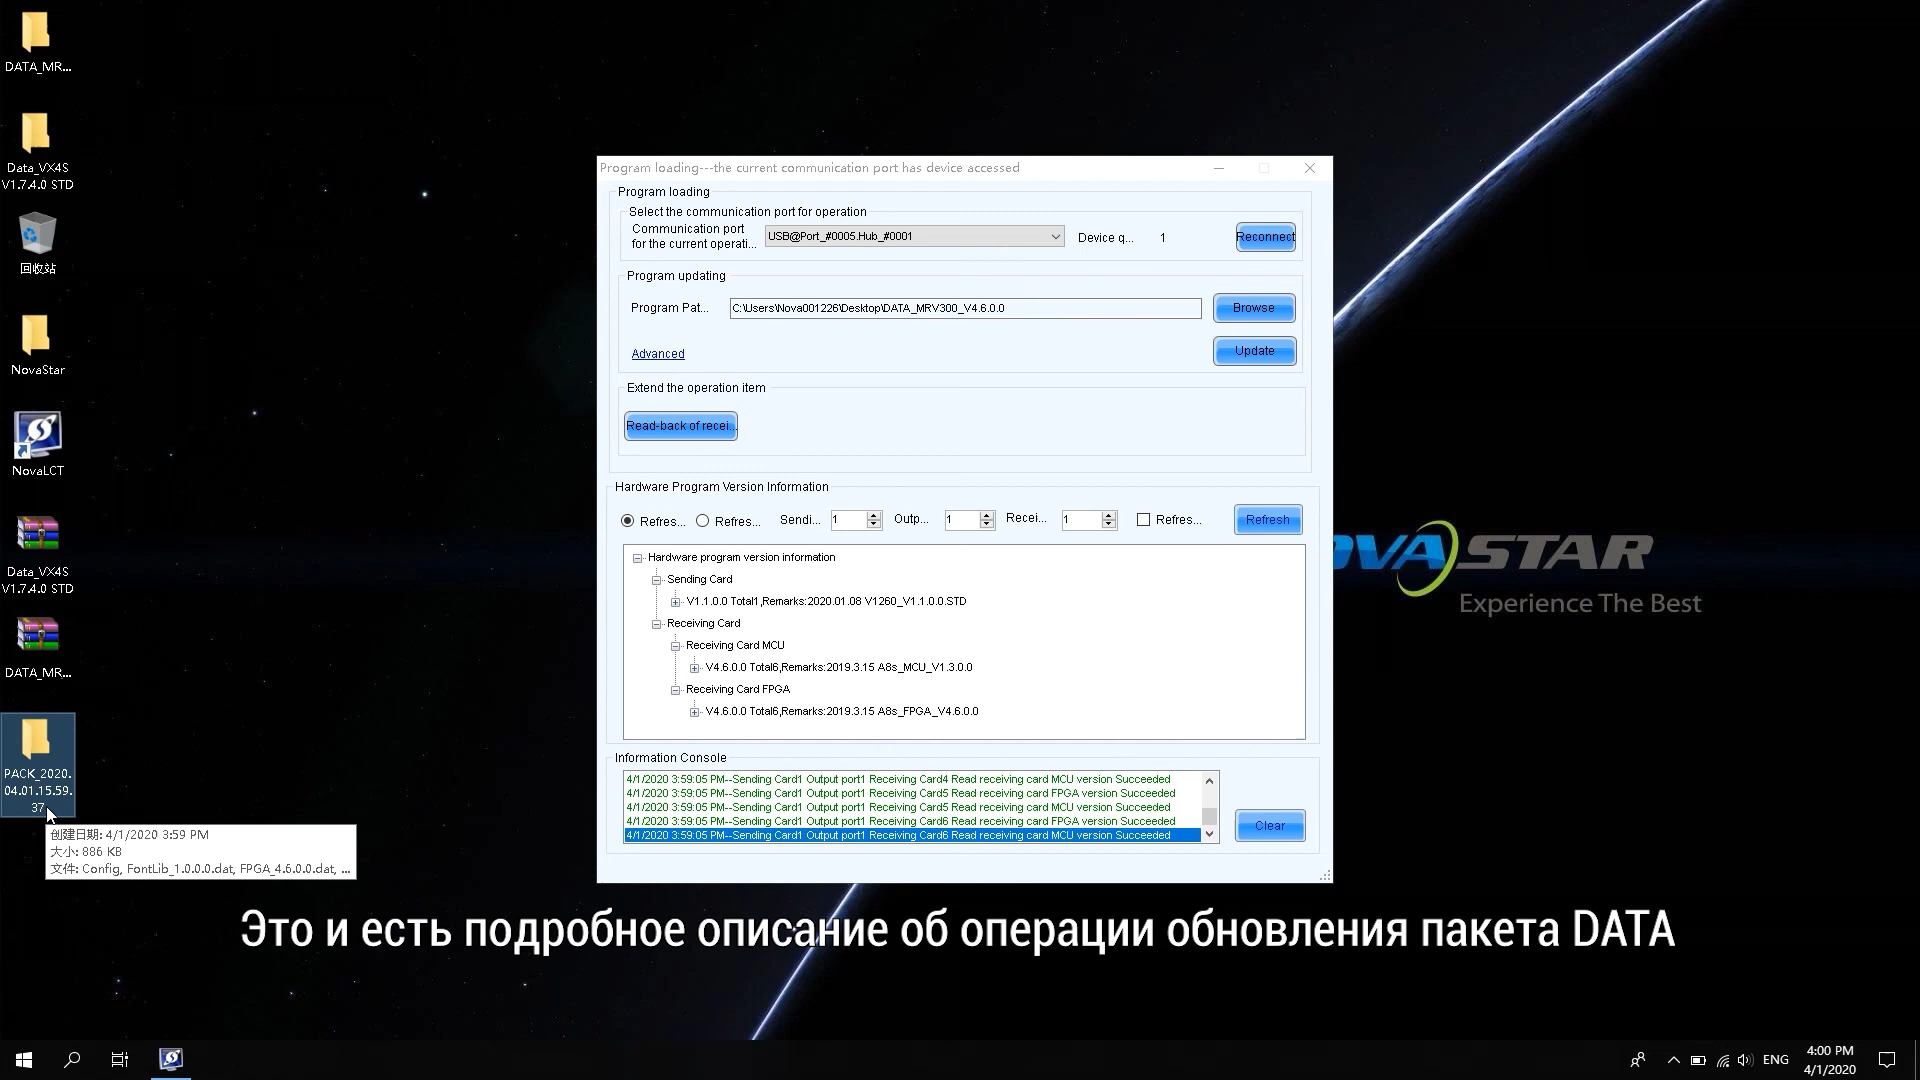 DATA_MR...
Data_VX4S
V1.7.4.0 STD
回收站
NovaStar
NovaLCT
Data_VX4S
V1.7.4.0 STD
DATA_MR...
PACK_2020.
04.01.15.59.
37
创建日期: 4/1/2020 3:59 PM
大小: 886 KB
文件: Config, FontLib_1.0.0.0.dat, FPGA_4.6.0.0.dat, ...
Program loading---the current communication port has device accessed
Program loading
Select the communication port for operation
Communication port
for the current operati...
USB@Port_#0005.Hub_#0001
Device q... 1
Reconnect
Program updating
Program Pat...
C:\Users\Nova001226\Desktop\DATA_MRV300_V4.6.0.0
Browse
Advanced
Update
Extend the operation item
Read-back of recei...
Hardware Program Version Information
Refres... Refres... Sendi... 1 Outp... 1 Recei... 1 Refres... Refresh
Hardware program version information
Sending Card
V1.1.0.0 Total1,Remarks:2020.01.08 V1260_V1.1.0.0.STD
Receiving Card
Receiving Card MCU
V4.6.0.0 Total6,Remarks:2019.3.15 A8s_MCU_V1.3.0.0
Receiving Card FPGA
V4.6.0.0 Total6,Remarks:2019.3.15 A8s_FPGA_V4.6.0.0
Information Console
4/1/2020 3:59:05 PM--Sending Card1 Output port1 Receiving Card4 Read receiving card MCU version Succeeded
4/1/2020 3:59:05 PM--Sending Card1 Output port1 Receiving Card5 Read receiving card FPGA version Succeeded
4/1/2020 3:59:05 PM--Sending Card1 Output port1 Receiving Card5 Read receiving card MCU version Succeeded
4/1/2020 3:59:05 PM--Sending Card1 Output port1 Receiving Card6 Read receiving card FPGA version Succeeded
4/1/2020 3:59:05 PM--Sending Card1 Output port1 Receiving Card6 Read receiving card MCU version Succeeded
Clear
OVASTAR
Experience The Best
Это и есть подробное описание об операции обновления пакета DATA
ENG
4:00 PM
4/1/2020